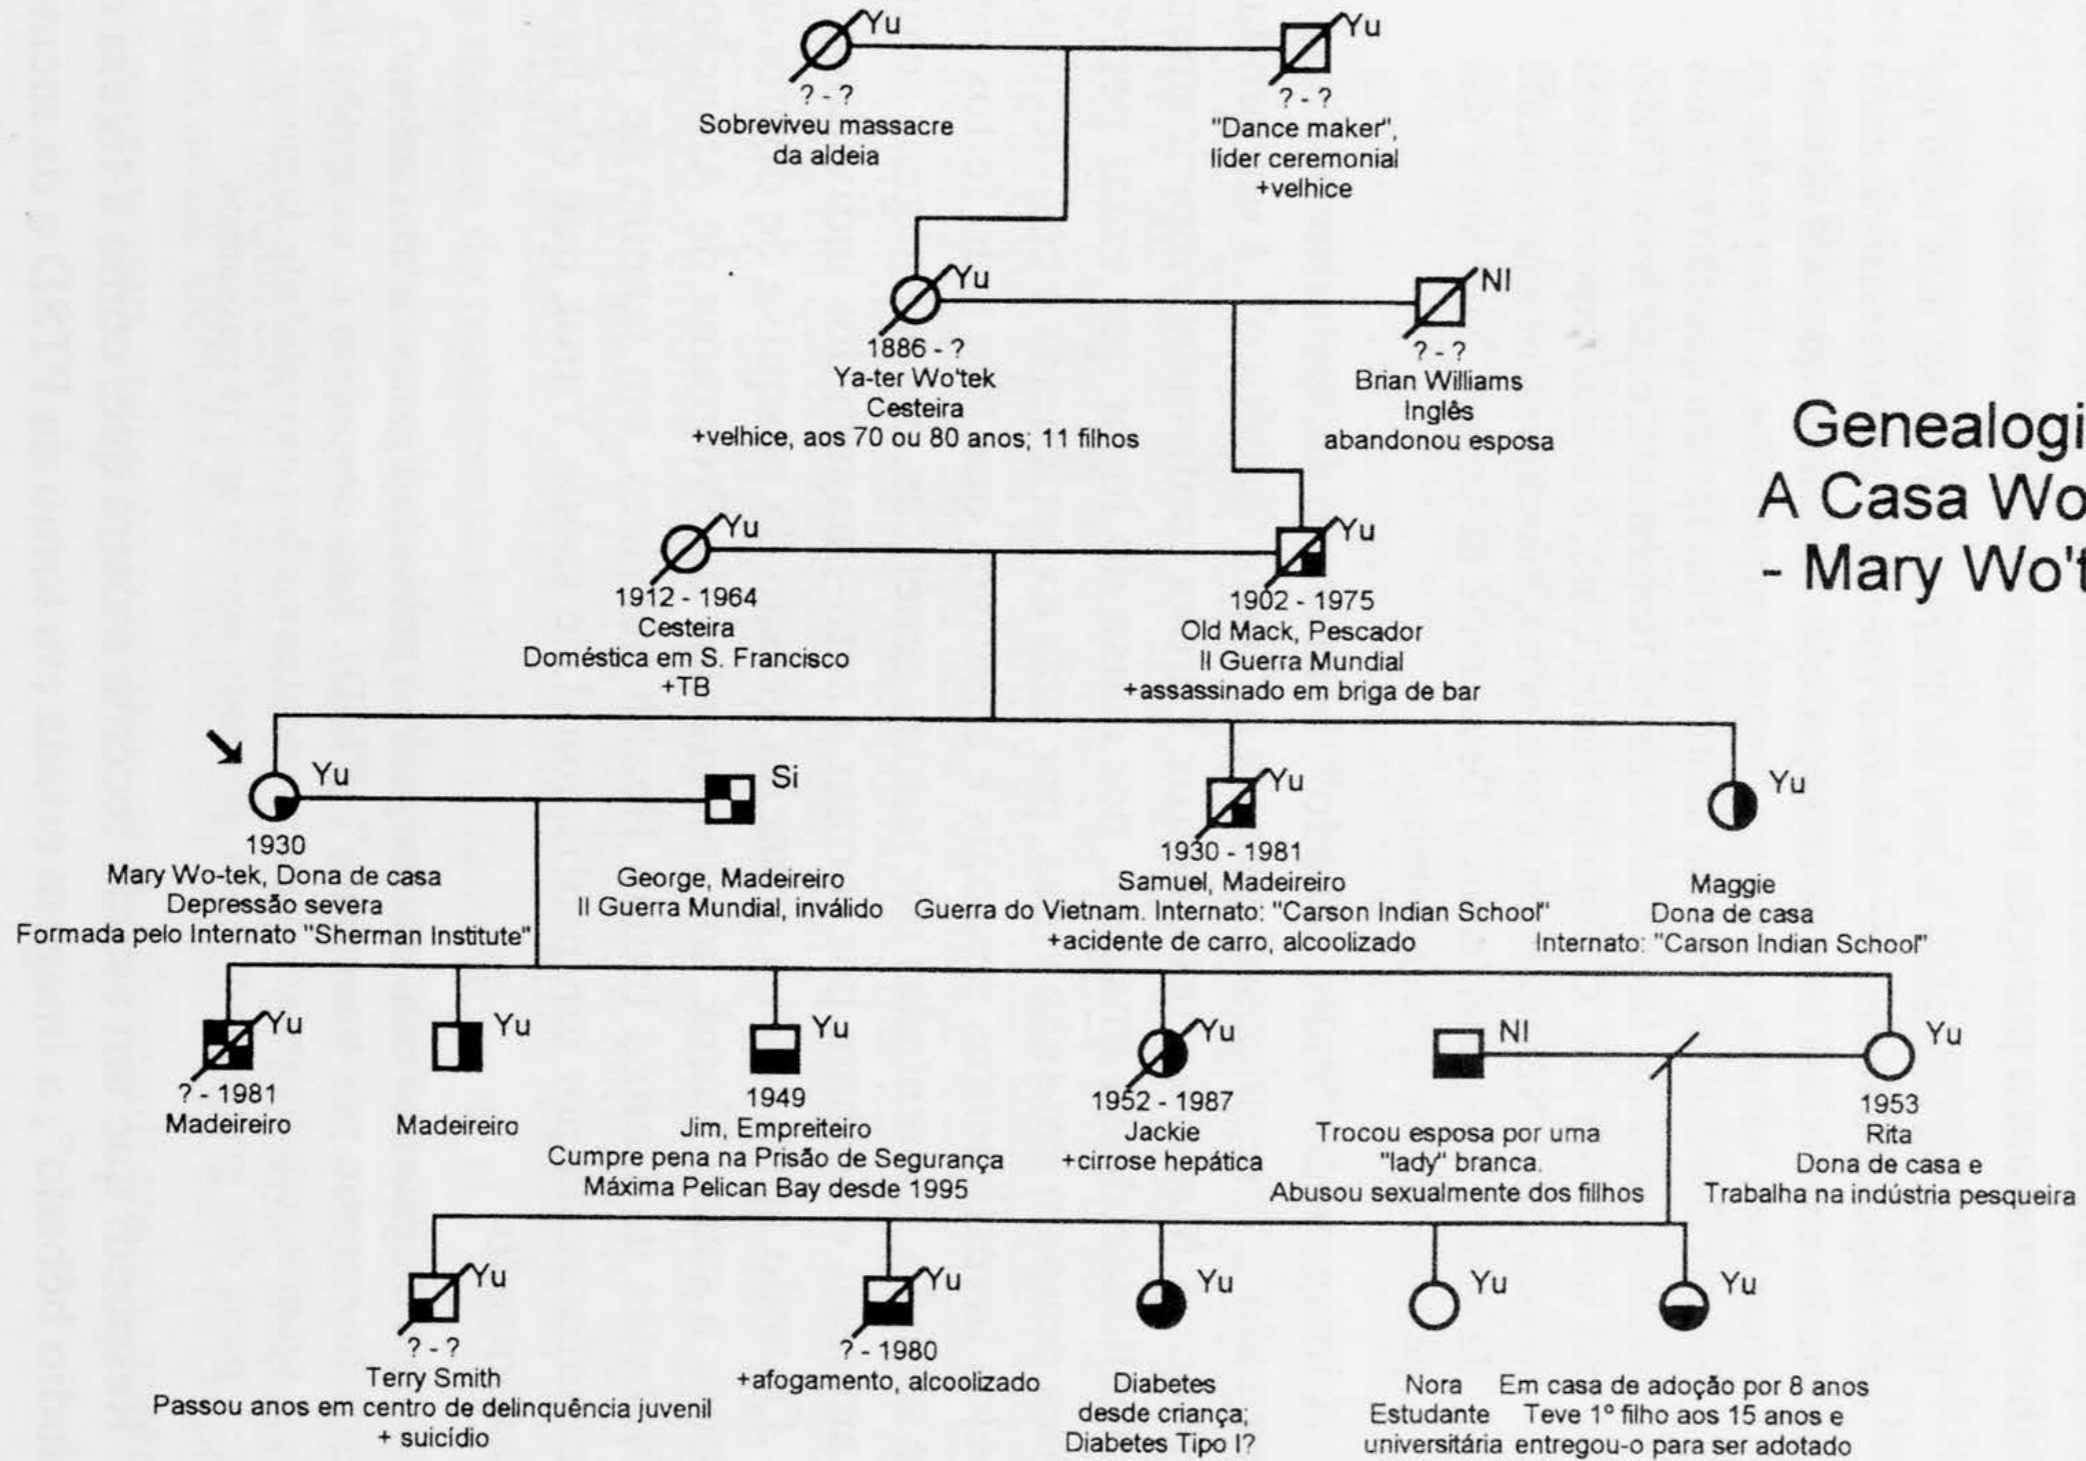 Yu
Yu
? - ?
Sobreviveu massacre
da aldeia
? - ?
"Dance maker",
líder ceremonial
+velhice
Yu
NI
1886 - ?
Ya-ter Wo'tek
Cesteira
+velhice, aos 70 ou 80 anos; 11 filhos
? - ?
Brian Williams
Inglês
abandonou esposa
Genealogi
A Casa Wo
- Mary Wo't
Yu
Yu
1912 - 1964
Cesteira
Doméstica em S. Francisco
+TB
1902 - 1975
Old Mack, Pescador
II Guerra Mundial
+assassinado em briga de bar
Yu
Si
Yu
Yu
1930
Mary Wo-tek, Dona de casa
Depressão severa
Formada pelo Internato "Sherman Institute"
George, Madeireiro
II Guerra Mundial, inválido
1930 - 1981
Samuel, Madeireiro
Guerra do Vietnam. Internato: "Carson Indian School"
+acidente de carro, alcoolizado
Maggie
Dona de casa
Internato: "Carson Indian School"
Yu
Yu
Yu
Yu
NI
Yu
? - 1981
Madeireiro
Madeireiro
1949
Jim, Empreiteiro
Cumpre pena na Prisão de Segurança
Máxima Pelican Bay desde 1995
1952 - 1987
Jackie
+cirrose hepática
Trocou esposa por uma
"lady" branca.
Abusou sexualmente dos fillhos
1953
Rita
Dona de casa e
Trabalha na indústria pesqueira
Yu
Yu
Yu
Yu
Yu
? - ?
Terry Smith
Passou anos em centro de delinquência juvenil
+ suicídio
? - 1980
+afogamento, alcoolizado
Diabetes
desde criança;
Diabetes Tipo I?
Nora
Estudante
universitária
Em casa de adoção por 8 anos
Teve 1º filho aos 15 anos e
entregou-o para ser adotado